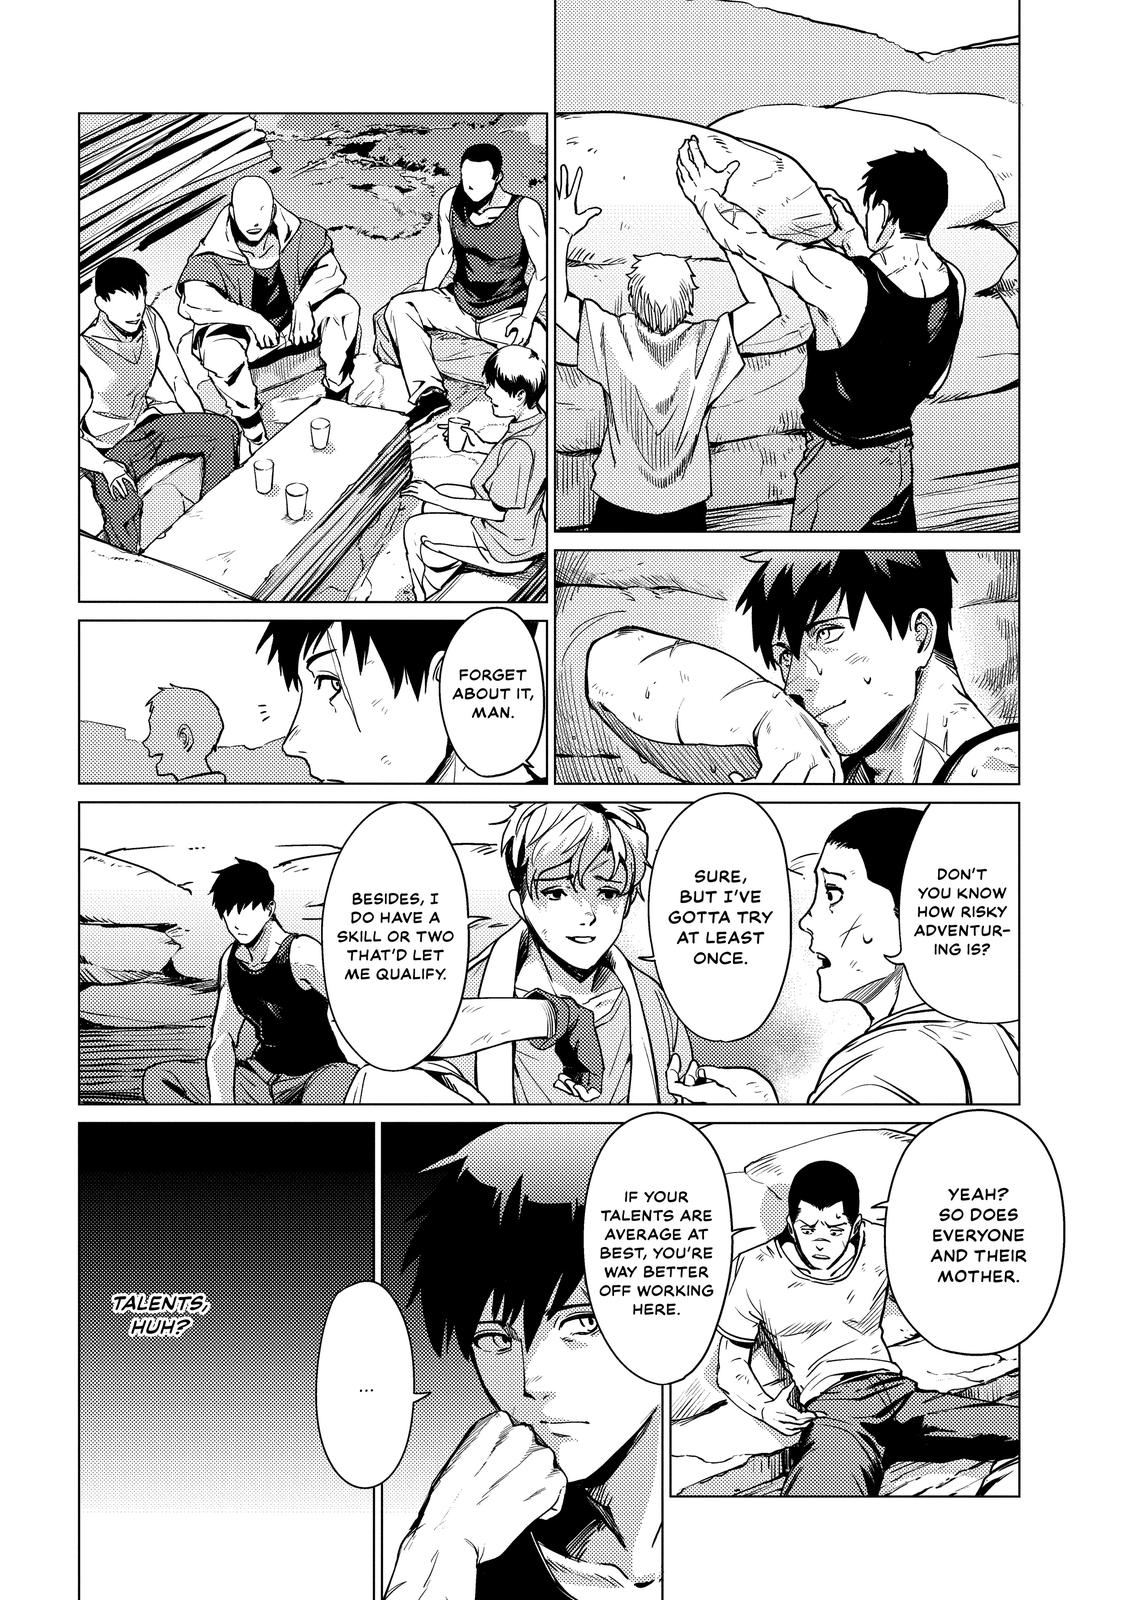 FORGET
ABOUT IT,
MAN.
DON'T
YOU KNOW
HOW RISKY
ADVENTUR-
ING IS?
SURE,
BUT I'VE
GOTTA TRY
AT LEAST
ONCE.
BESIDES, I
DO HAVE A
SKILL OR TWO
THAT'D LET
ME QUALIFY.
YEAH?
SO DOES
EVERYONE
AND THEIR
MOTHER.
IF YOUR
TALENTS ARE
AVERAGE AT
BEST, YOU'RE
WAY BETTER
OFF WORKING
HERE.
...
TALENTS,
HUH?